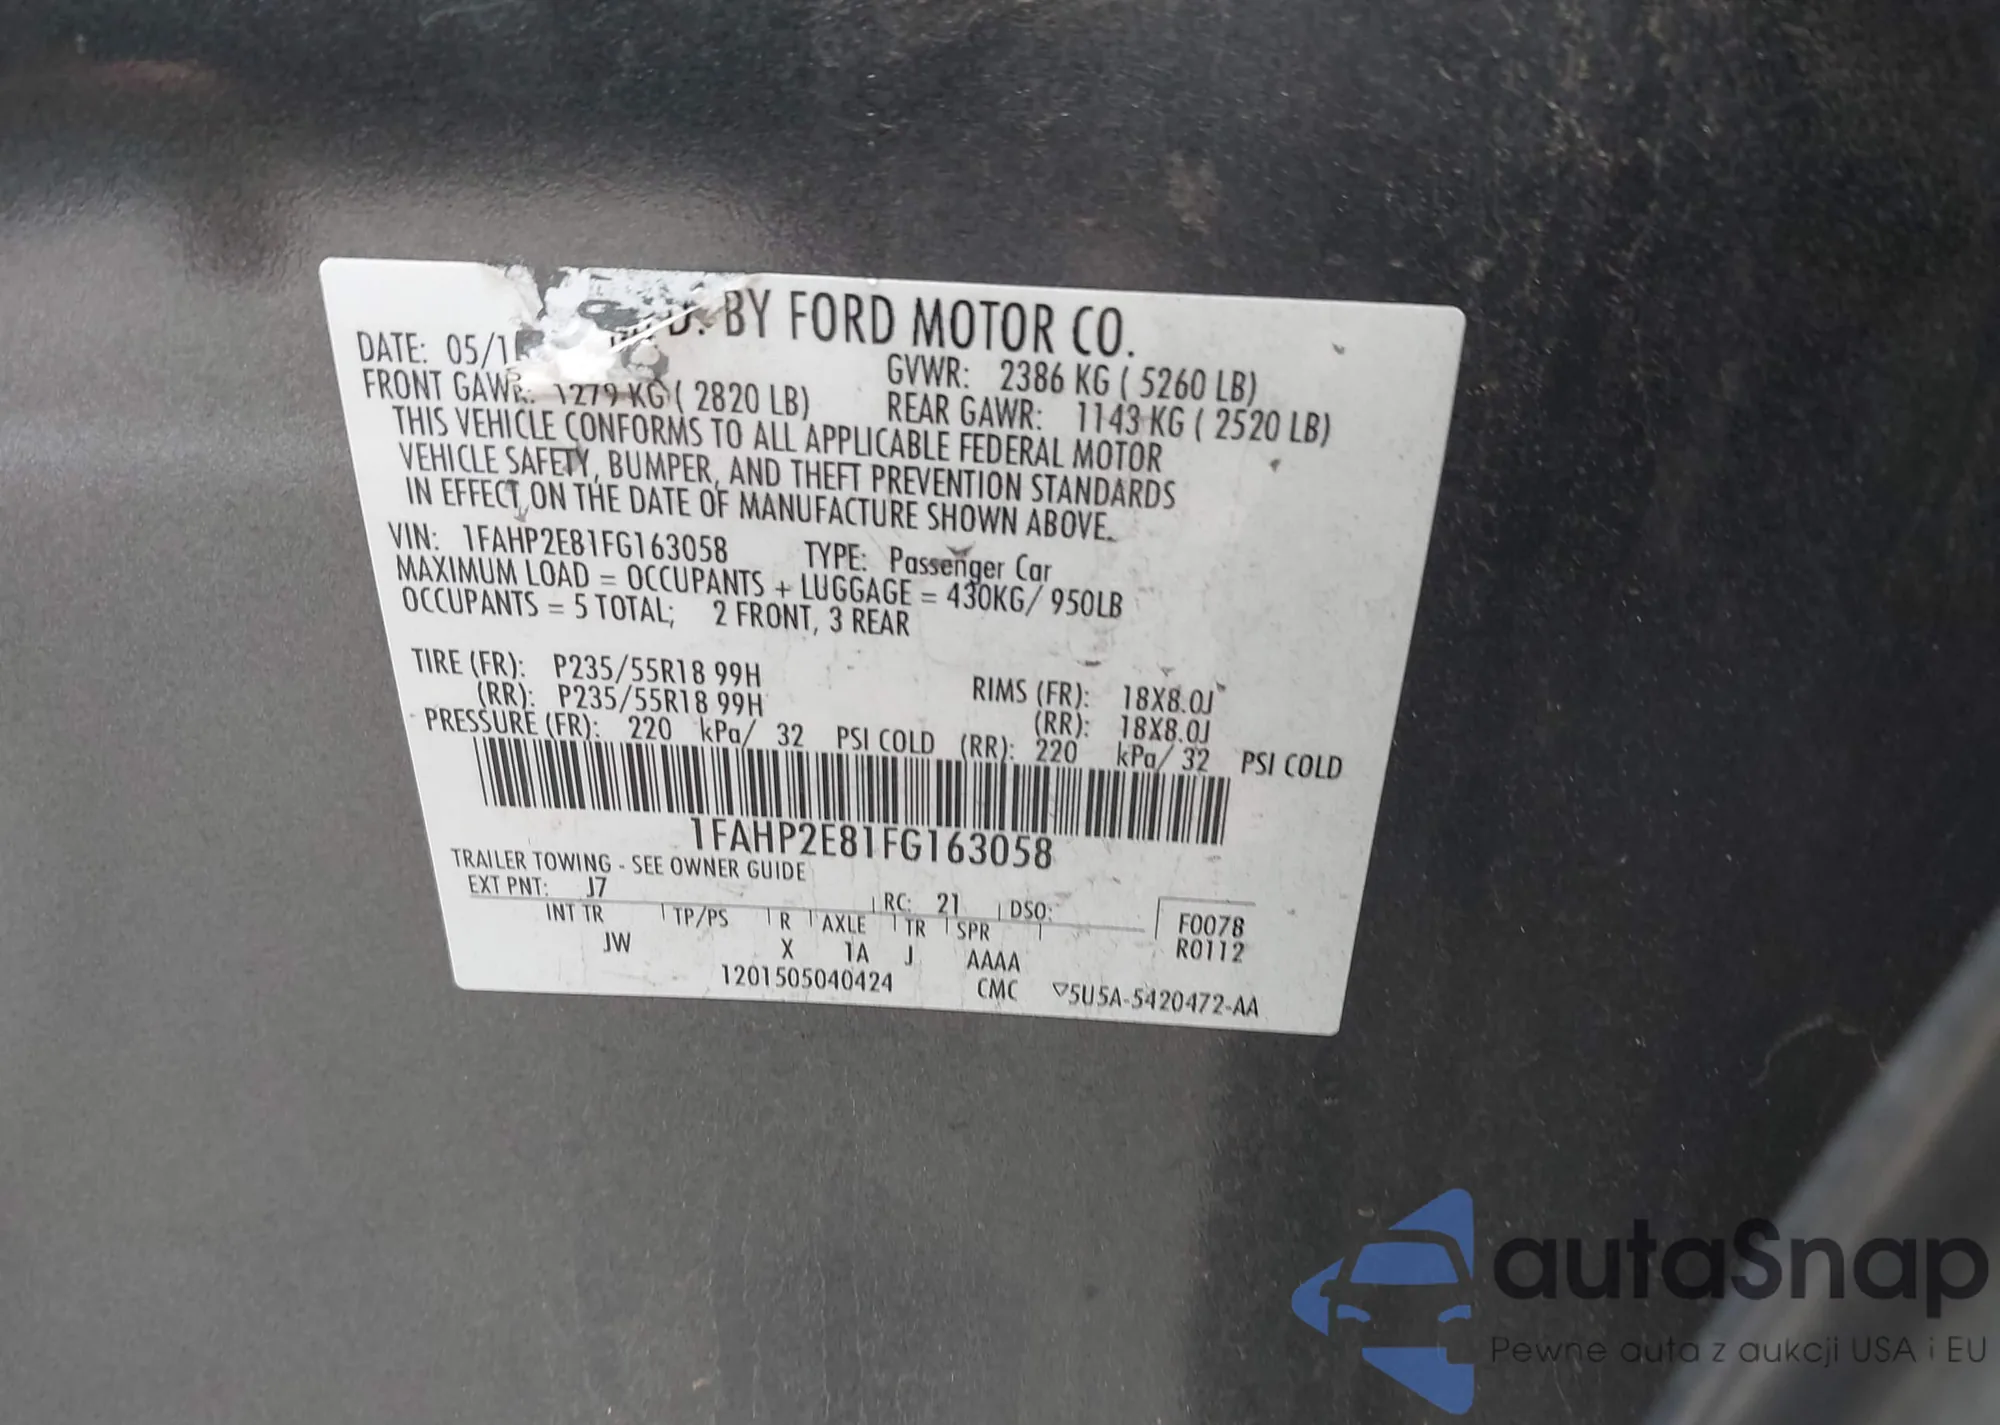 BY FORD MOTOR CO.
DATE: 05/15
GVWR: 2386 KG ( 5260 LB)
FRONT GAWR: 1279 KG ( 2820 LB)
REAR GAWR: 1143 KG ( 2520 LB)
THIS VEHICLE CONFORMS TO ALL APPLICABLE FEDERAL MOTOR
VEHICLE SAFETY, BUMPER, AND THEFT PREVENTION STANDARDS
IN EFFECT ON THE DATE OF MANUFACTURE SHOWN ABOVE.
VIN: 1FAHP2E81FG163058 TYPE: Passenger Car
MAXIMUM LOAD = OCCUPANTS + LUGGAGE = 430KG/ 950LB
OCCUPANTS = 5 TOTAL; 2 FRONT, 3 REAR
TIRE (FR): P235/55R18 99H RIMS (FR): 18X8.0J
(RR): P235/55R18 99H (RR): 18X8.0J
PRESSURE (FR): 220 kPa/ 32 PSI COLD (RR): 220 kPa/ 32 PSI COLD
1FAHP2E81FG163058
TRAILER TOWING - SEE OWNER GUIDE
EXT PNT: J7 RC: 21 DSO:
INT TR TP/PS R AXLE TR SPR F0078
JW X 1A J AAAA R0112
1201505040424 CMC ▽5U5A-5420472-AA
autaSnap
Pewne auta z aukcji USA i EU